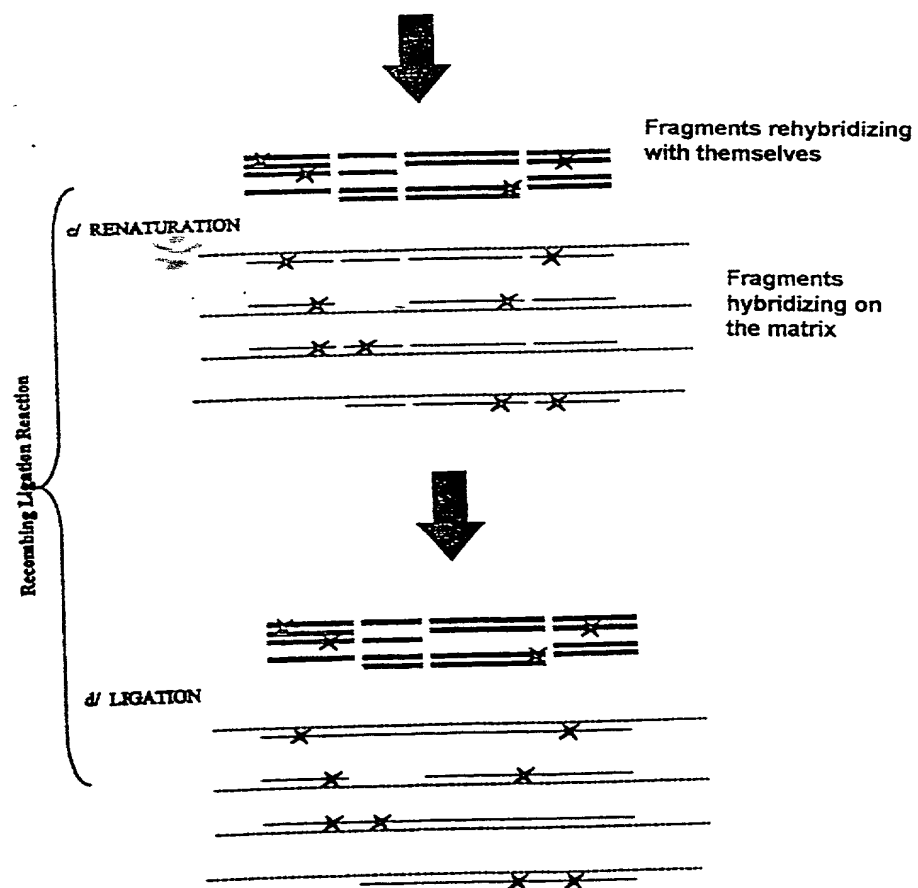 Fragments rehybridizing
with themselves
c/ RENATURATION
Fragments
hybridizing on
the matrix
Recombing Ligation Reaction
d/ LIGATION